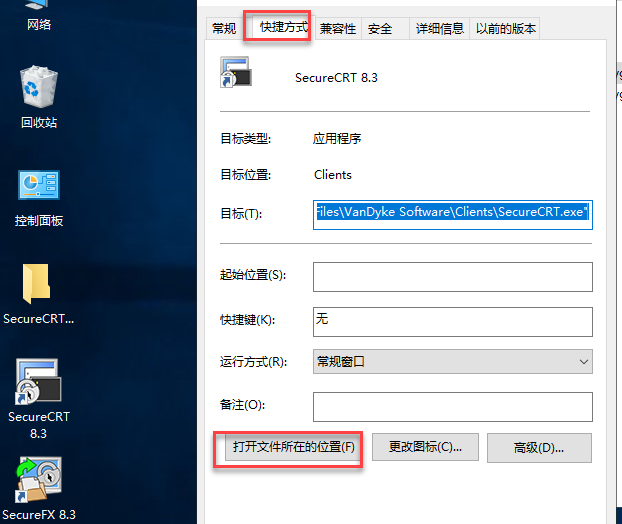 网络
回收站
控制面板
SecureCRT...
SecureCRT
8.3
SecureFX 8.3
常规 快捷方式 兼容性 安全 详细信息 以前的版本
SecureCRT 8.3
目标类型: 应用程序
目标位置: Clients
目标(T): Files\VanDyke Software\Clients\SecureCRT.exe"
起始位置(S):
快捷键(K): 无
运行方式(R): 常规窗口
备注(O):
打开文件所在的位置(F) 更改图标(C)... 高级(D)...